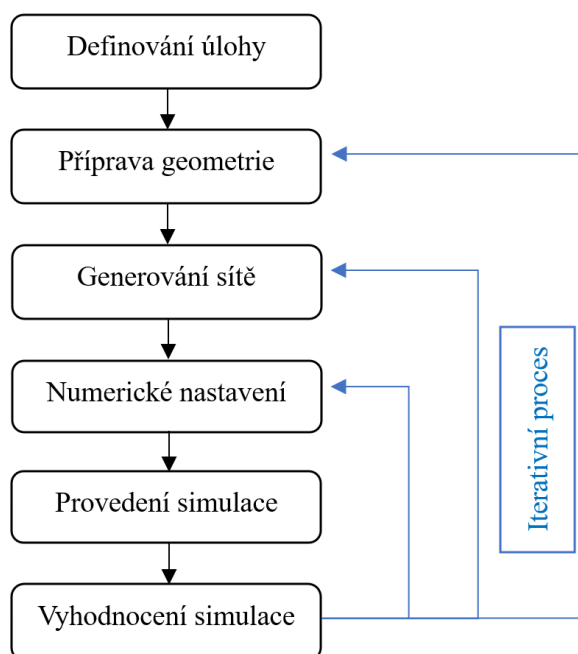 Definování úlohy
Příprava geometrie
Generování sítě
Numerické nastavení
Provedení simulace
Vyhodnocení simulace
Iterativní proces